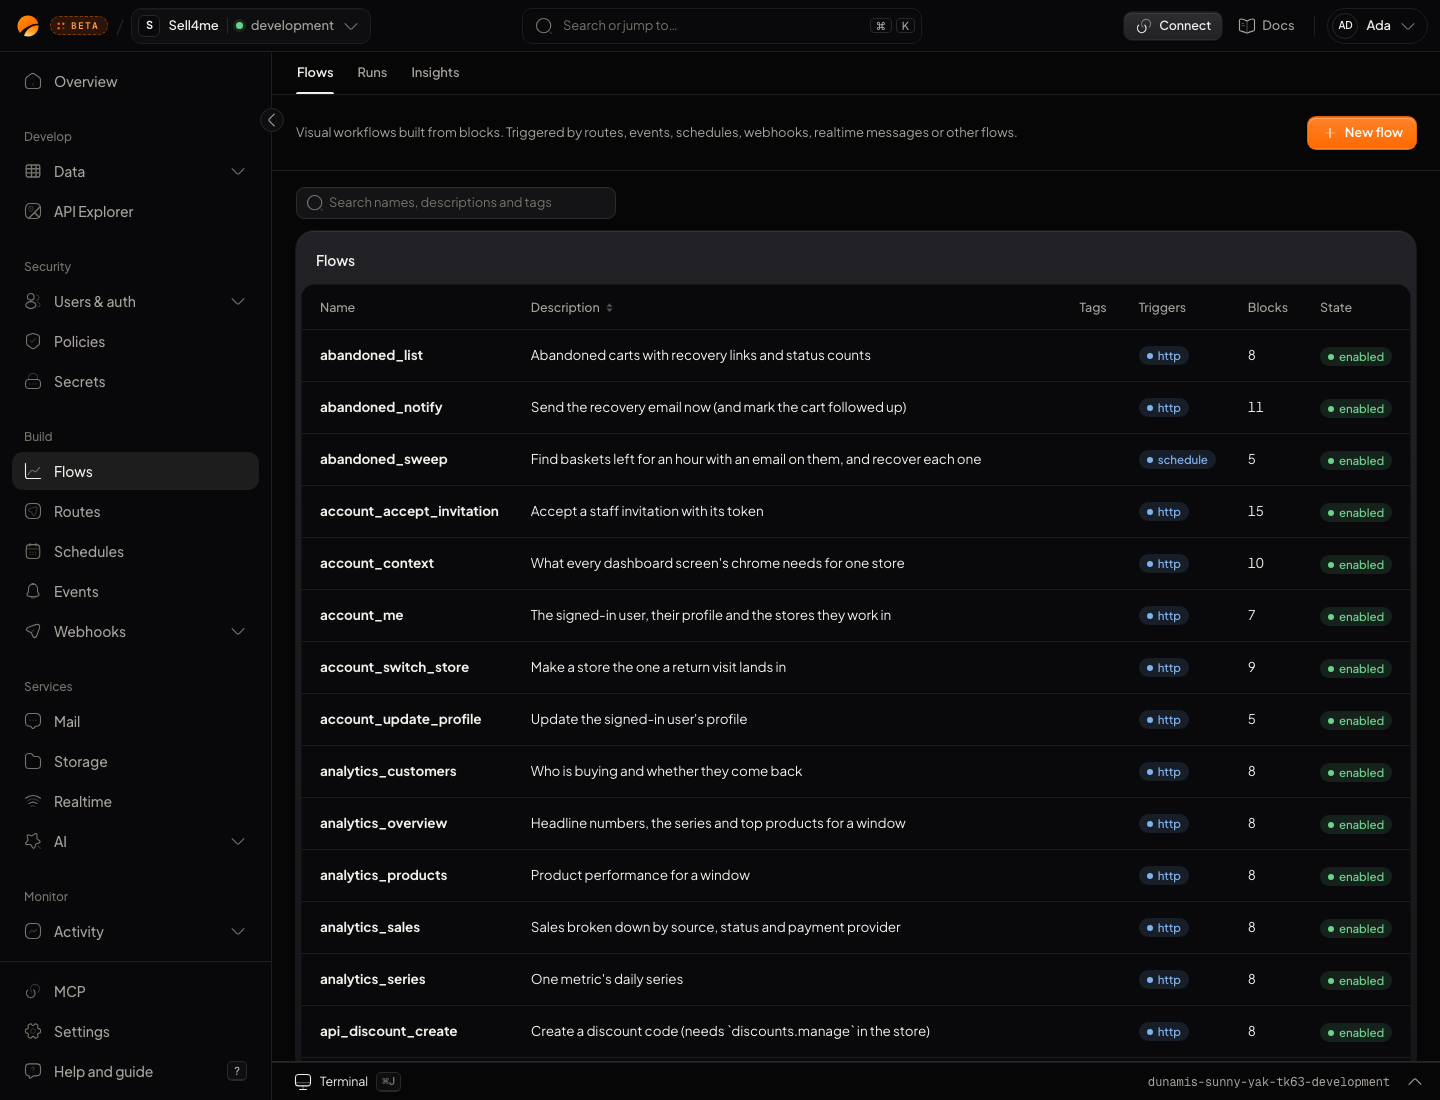 BETA / S Sell4me development Search or jump to... ⌘ K Connect Docs AD Ada
Overview
Develop
Data
API Explorer
Security
Users & auth
Policies
Secrets
Build
Flows
Routes
Schedules
Events
Webhooks
Services
Mail
Storage
Realtime
AI
Monitor
Activity
MCP
Settings
Help and guide ?
Flows Runs Insights
Visual workflows built from blocks. Triggered by routes, events, schedules, webhooks, realtime messages or other flows.
+ New flow
Search names, descriptions and tags
Flows
Name Description Tags Triggers Blocks State
abandoned_list Abandoned carts with recovery links and status counts http 8 enabled
abandoned_notify Send the recovery email now (and mark the cart followed up) http 11 enabled
abandoned_sweep Find baskets left for an hour with an email on them, and recover each one schedule 5 enabled
account_accept_invitation Accept a staff invitation with its token http 15 enabled
account_context What every dashboard screen's chrome needs for one store http 10 enabled
account_me The signed-in user, their profile and the stores they work in http 7 enabled
account_switch_store Make a store the one a return visit lands in http 9 enabled
account_update_profile Update the signed-in user's profile http 5 enabled
analytics_customers Who is buying and whether they come back http 8 enabled
analytics_overview Headline numbers, the series and top products for a window http 8 enabled
analytics_products Product performance for a window http 8 enabled
analytics_sales Sales broken down by source, status and payment provider http 8 enabled
analytics_series One metric's daily series http 8 enabled
api_discount_create Create a discount code (needs `discounts.manage` in the store) http 8 enabled
Terminal ⌘J dunamis-sunny-yak-tk63-development